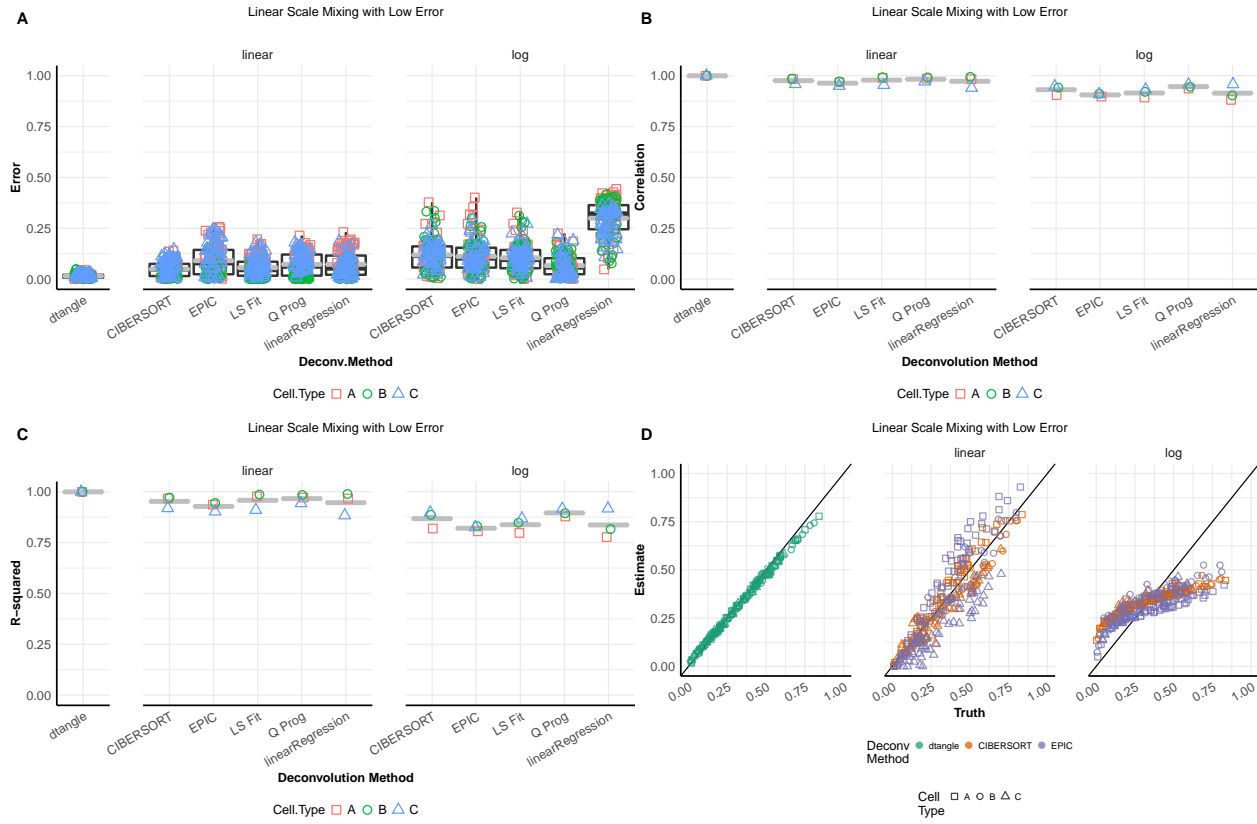 A
Linear Scale Mixing with Low Error
linear
log
1.00
0.75
0.50
0.25
0.00
Error
dtangle
CIBERSORT
EPIC
LS Fit
Q Prog
linearRegression
CIBERSORT
EPIC
LS Fit
Q Prog
linearRegression
Deconv.Method
Cell.Type A B C
B
Linear Scale Mixing with Low Error
linear
log
1.00
0.75
0.50
0.25
0.00
Correlation
dtangle
CIBERSORT
EPIC
LS Fit
Q Prog
linearRegression
CIBERSORT
EPIC
LS Fit
Q Prog
linearRegression
Deconvolution Method
Cell.Type A B C
C
Linear Scale Mixing with Low Error
linear
log
1.00
0.75
0.50
0.25
0.00
R−squared
dtangle
CIBERSORT
EPIC
LS Fit
Q Prog
linearRegression
CIBERSORT
EPIC
LS Fit
Q Prog
linearRegression
Deconvolution Method
Cell.Type A B C
D
Linear Scale Mixing with Low Error
linear
log
1.00
0.75
0.50
0.25
0.00
Estimate
0.00 0.25 0.50 0.75 1.00
0.00 0.25 0.50 0.75 1.00
0.00 0.25 0.50 0.75 1.00
Truth
Deconv
Method
dtangle CIBERSORT EPIC
Cell
Type
A B C